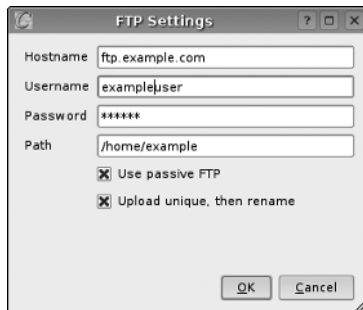 FTP Settings
Hostname ftp.example.com
Username exampleuser
Password ******
Path /home/example
Use passive FTP
Upload unique, then rename
OK Cancel